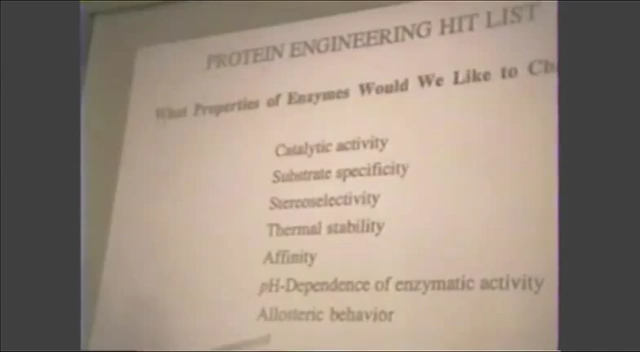 PROTEIN ENGINEERING HIT LIST
What Properties of Enzymes Would We Like to
Catalytic activity
Substrate specificity
Stereoselectivity
Thermal stability
Affinity
pH-Dependence of enzymatic activity
Allosteric behavior